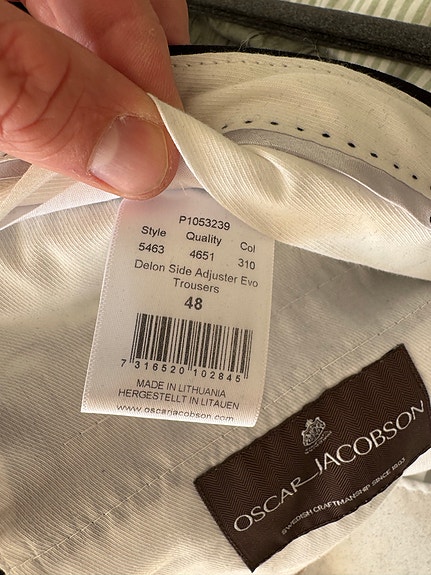 P1053239
Style Quality Col
5463 4651 310
Delon Side Adjuster Evo
Trousers
48
7 316520 102845
MADE IN LITHUANIA
HERGESTELLT IN LITAUEN
www.oscarjacobson.com
OSCAR JACOBSON
SWEDISH CRAFTMANSHIP SINCE 1903